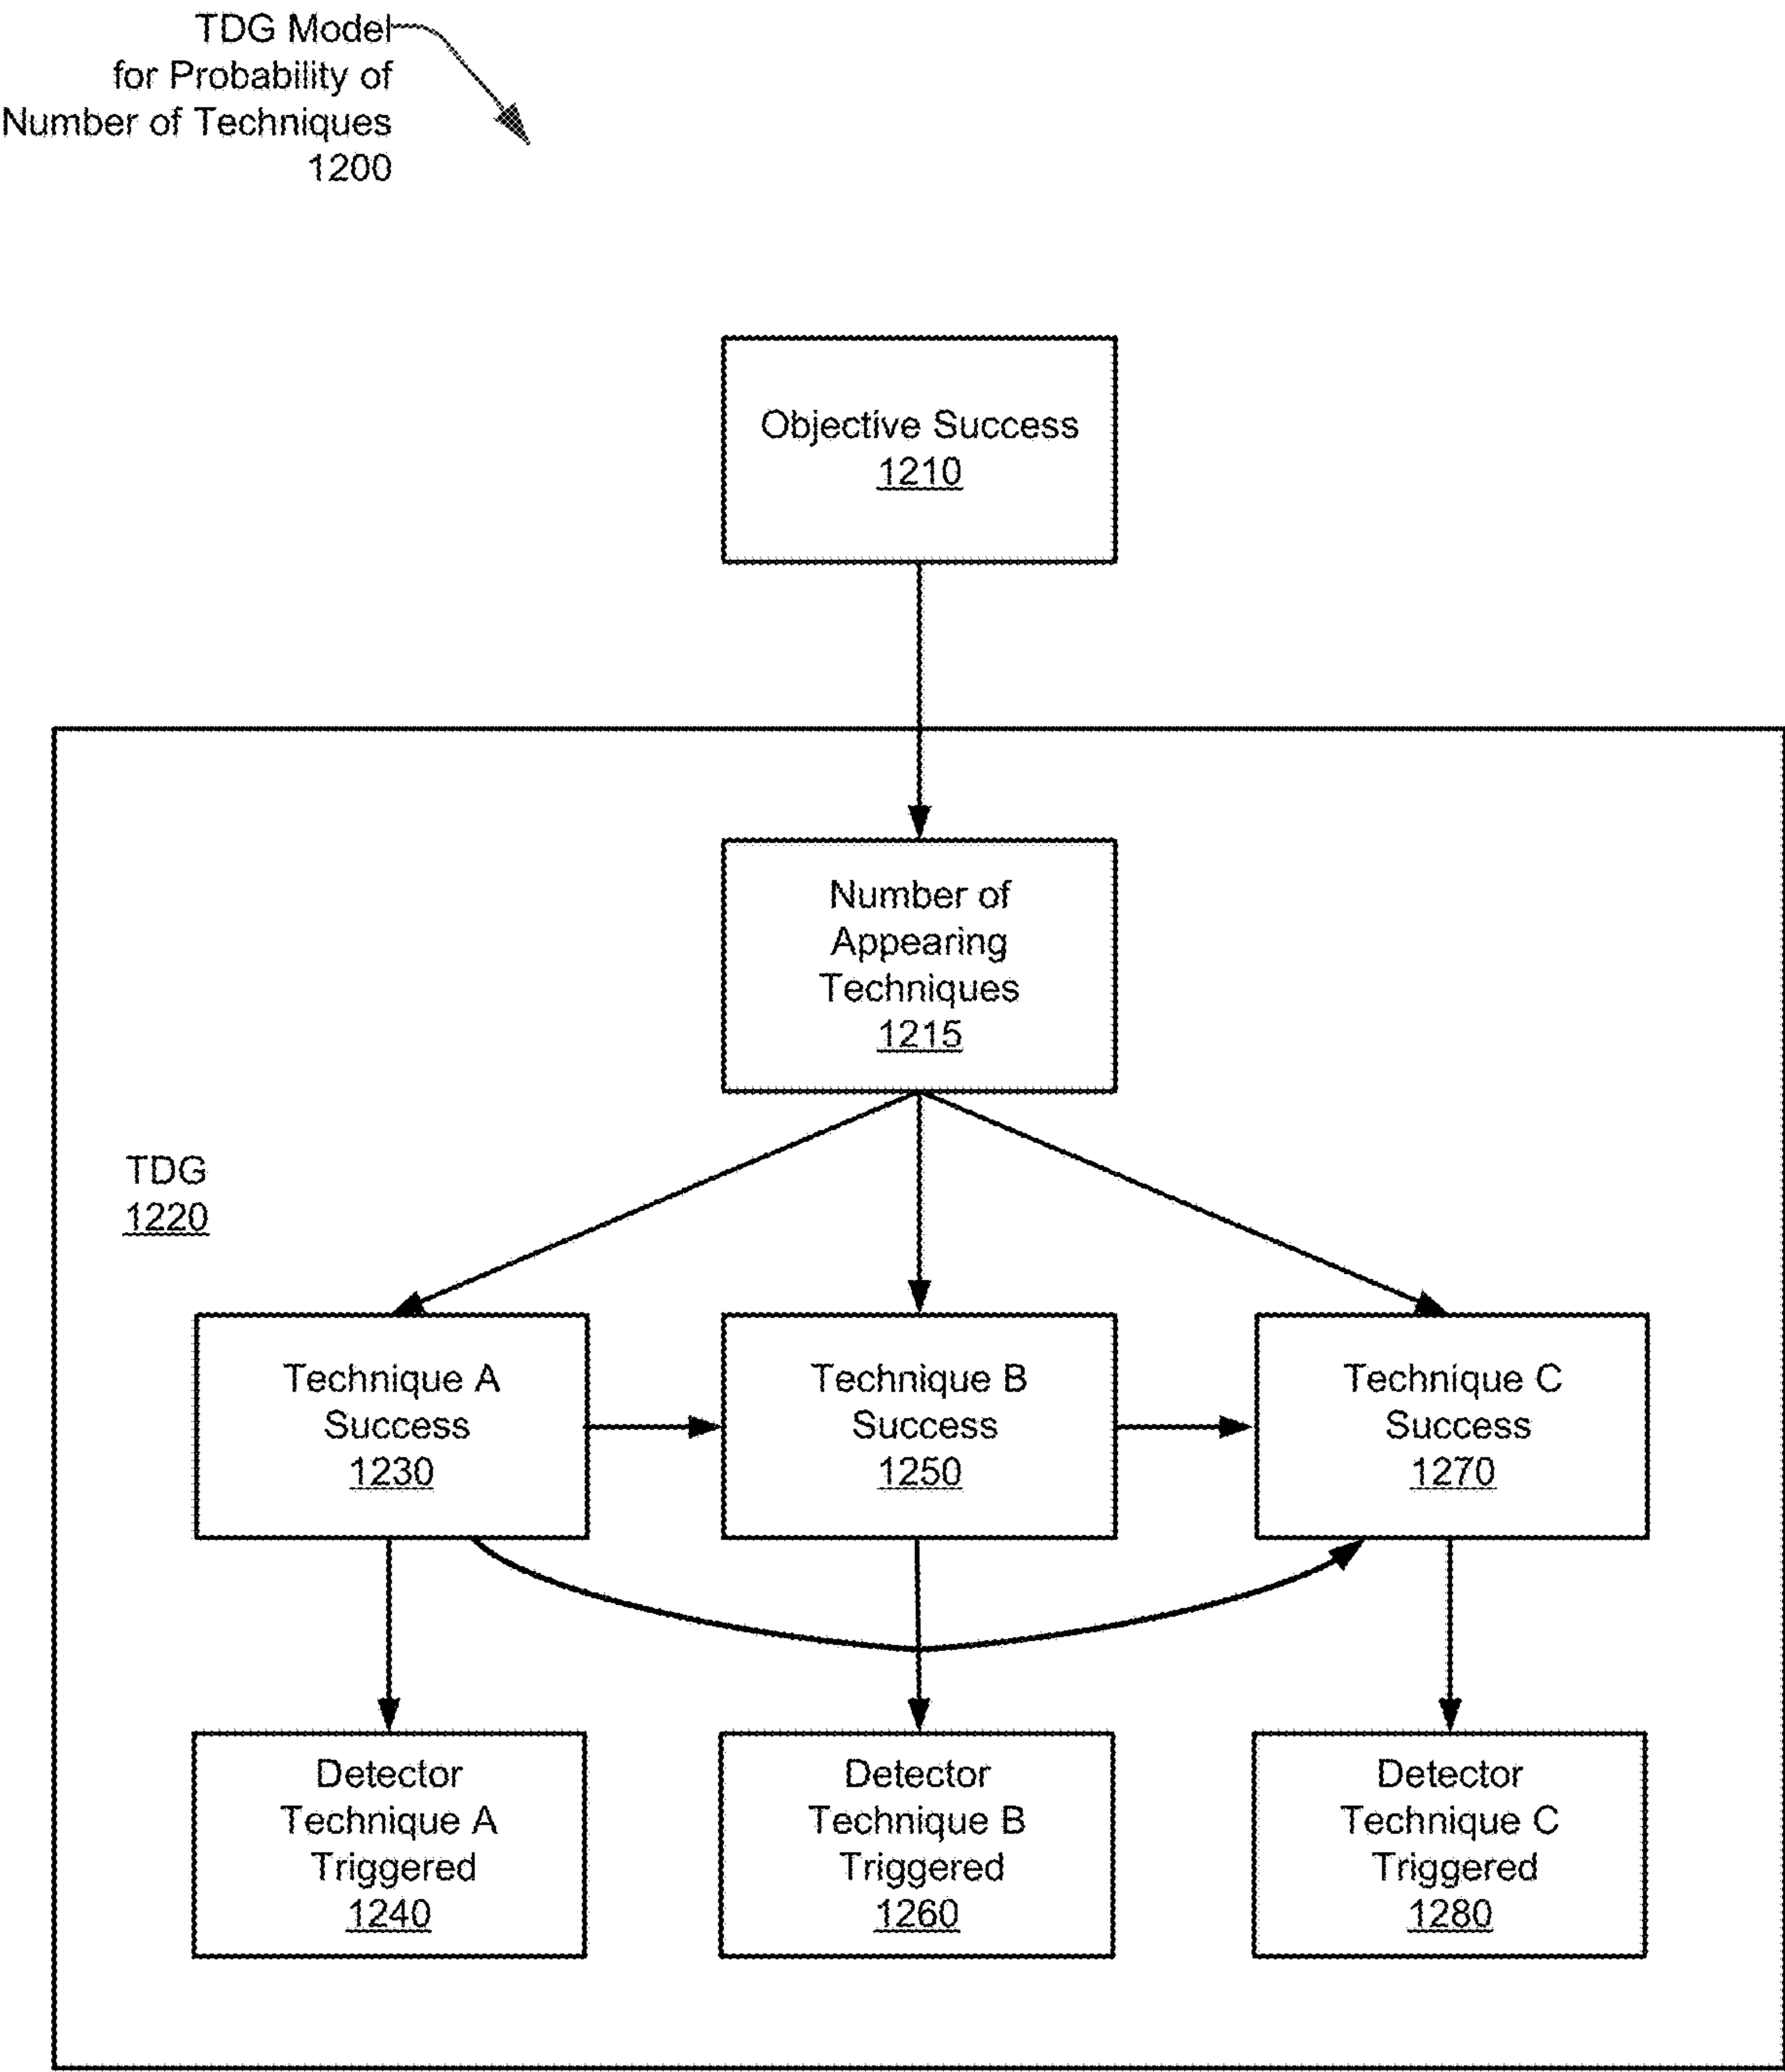 TDG Model
for Probability of
Number of Techniques
1200
Objective Success
1210
Number of
Appearing
Techniques
1215
TDG
1220
Technique A
Success
1230
Technique B
Success
1250
Technique C
Success
1270
Detector
Technique A
Triggered
1240
Detector
Technique B
Triggered
1260
Detector
Technique C
Triggered
1280